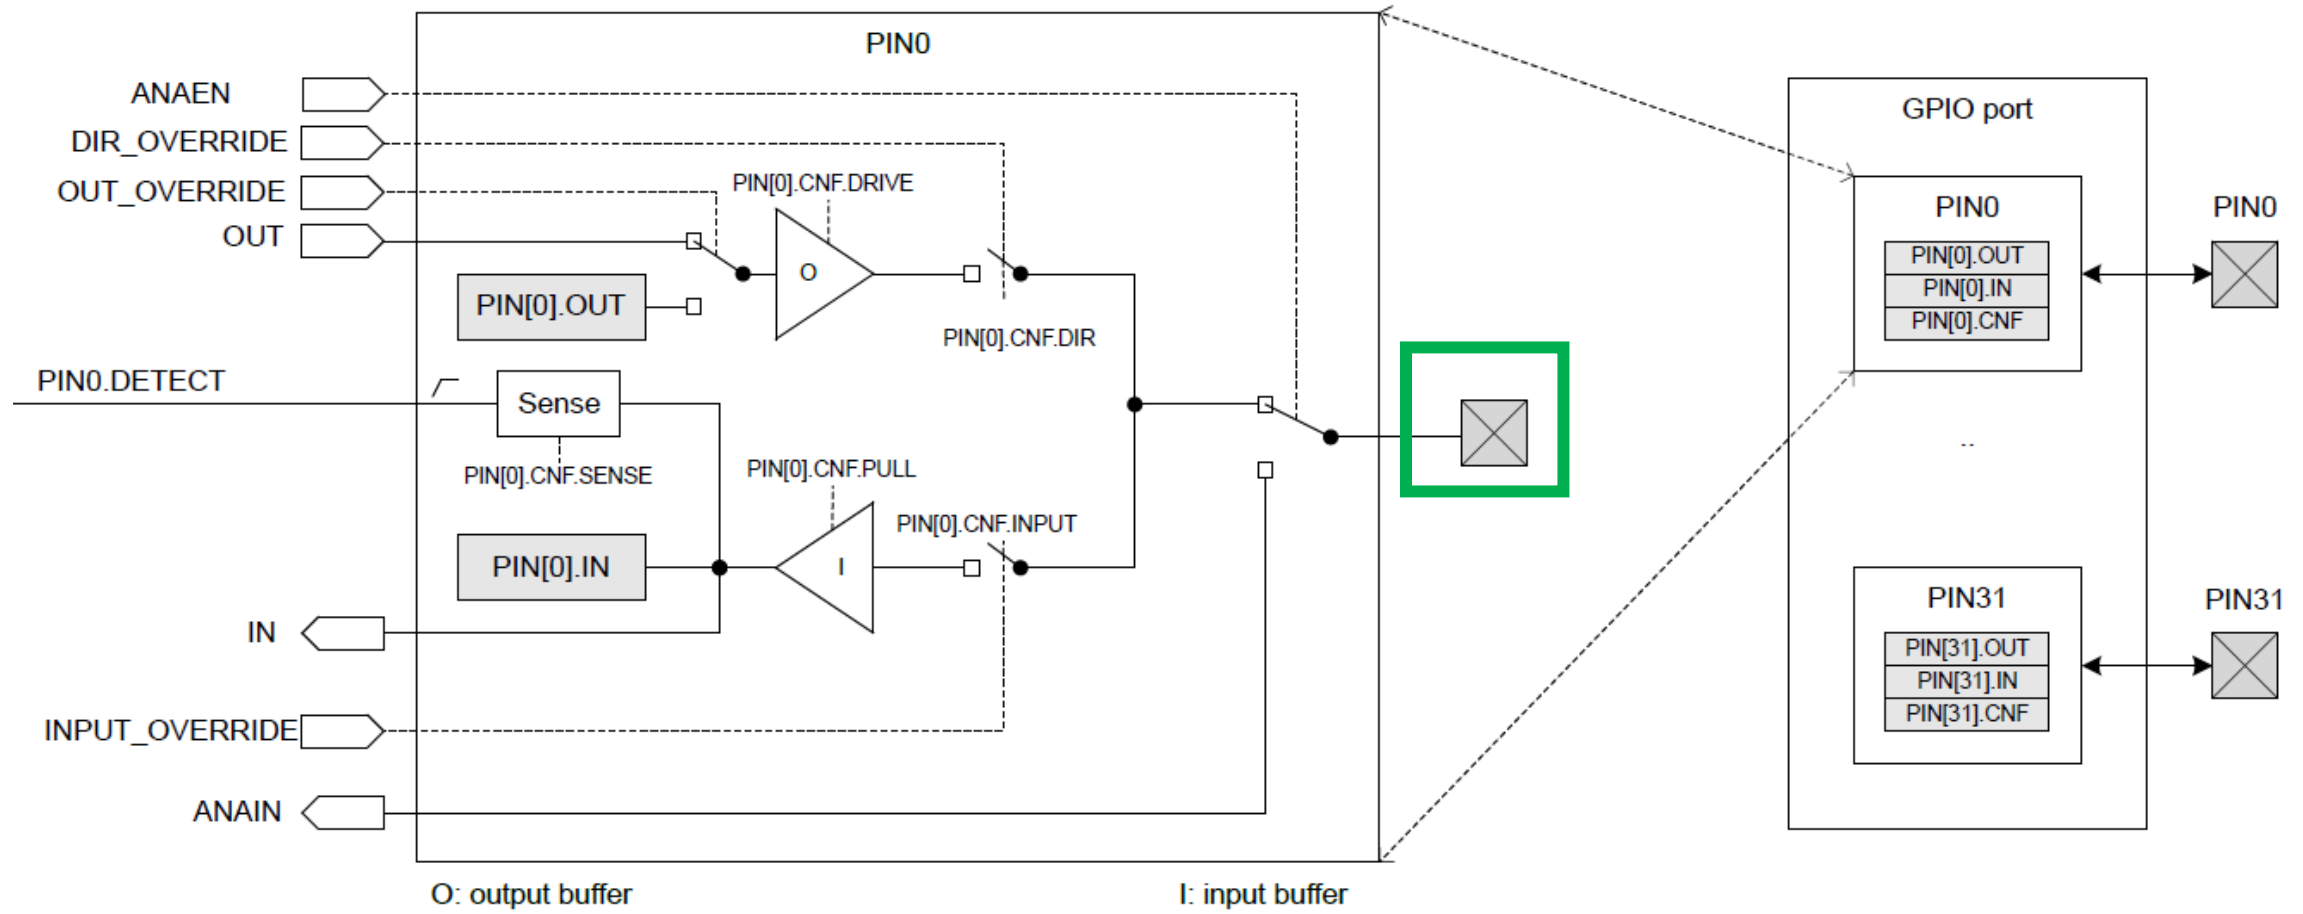 PIN0
ANAEN
DIR_OVERRIDE
OUT_OVERRIDE
OUT
PIN[0].CNF.DRIVE
O
PIN[0].OUT
PIN[0].CNF.DIR
PIN0.DETECT
Sense
PIN[0].CNF.SENSE
PIN[0].CNF.PULL
PIN[0].CNF.INPUT
PIN[0].IN
I
IN
INPUT_OVERRIDE
ANAIN
O: output buffer
I: input buffer
GPIO port
PIN0
PIN[0].OUT
PIN[0].IN
PIN[0].CNF
PIN0
..
PIN31
PIN[31].OUT
PIN[31].IN
PIN[31].CNF
PIN31